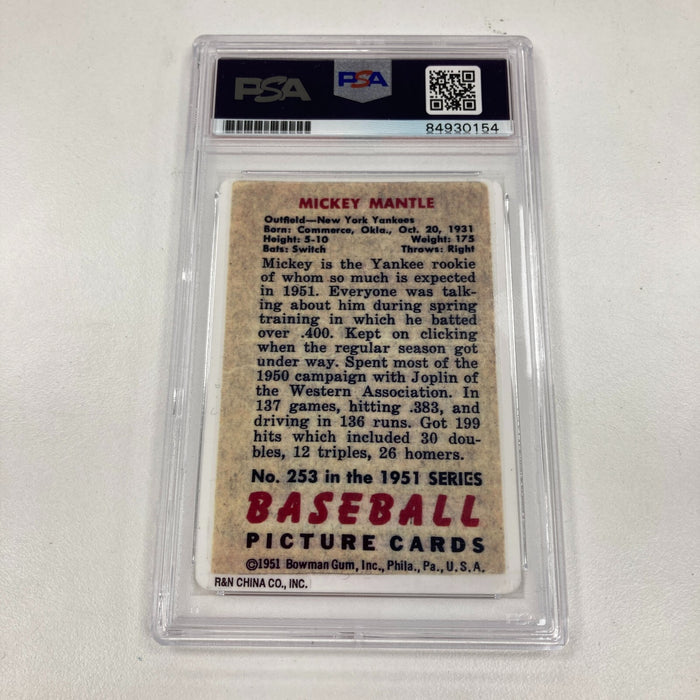 PSA
PSA
84930154
MICKEY MANTLE
Outfield—New York Yankees
Born: Commerce, Okla., Oct. 20, 1931
Height: 5-10 Weight: 175
Bats: Switch Throws: Right
Mickey is the Yankee rookie
of whom so much is expected
in 1951. Everyone was talk-
ing about him during spring
training in which he batted
over .400. Kept on clicking
when the regular season got
under way. Spent most of the
1950 campaign with Joplin of
the Western Association. In
137 games, hitting .383, and
driving in 136 runs. Got 199
hits which included 30 dou-
bles, 12 triples, 26 homers.
No. 253 in the 1951 SERIES
BASEBALL
PICTURE CARDS
©1951 Bowman Gum, Inc., Phila., Pa., U.S.A.
R&N CHINA CO., INC.